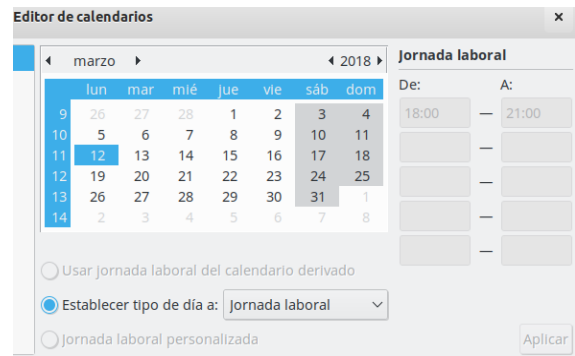 Editor de calendarios ×
marzo 2018
lun mar mié jue vie sáb dom
9 26 27 28 1 2 3 4
10 5 6 7 8 9 10 11
11 12 13 14 15 16 17 18
12 19 20 21 22 23 24 25
13 26 27 28 29 30 31 1
14 2 3 4 5 6 7 8
Usar jornada laboral del calendario derivado
Establecer tipo de día a: Jornada laboral
Jornada laboral personalizada
Jornada laboral
De: A:
18:00 — 21:00
—
—
—
—
Aplicar